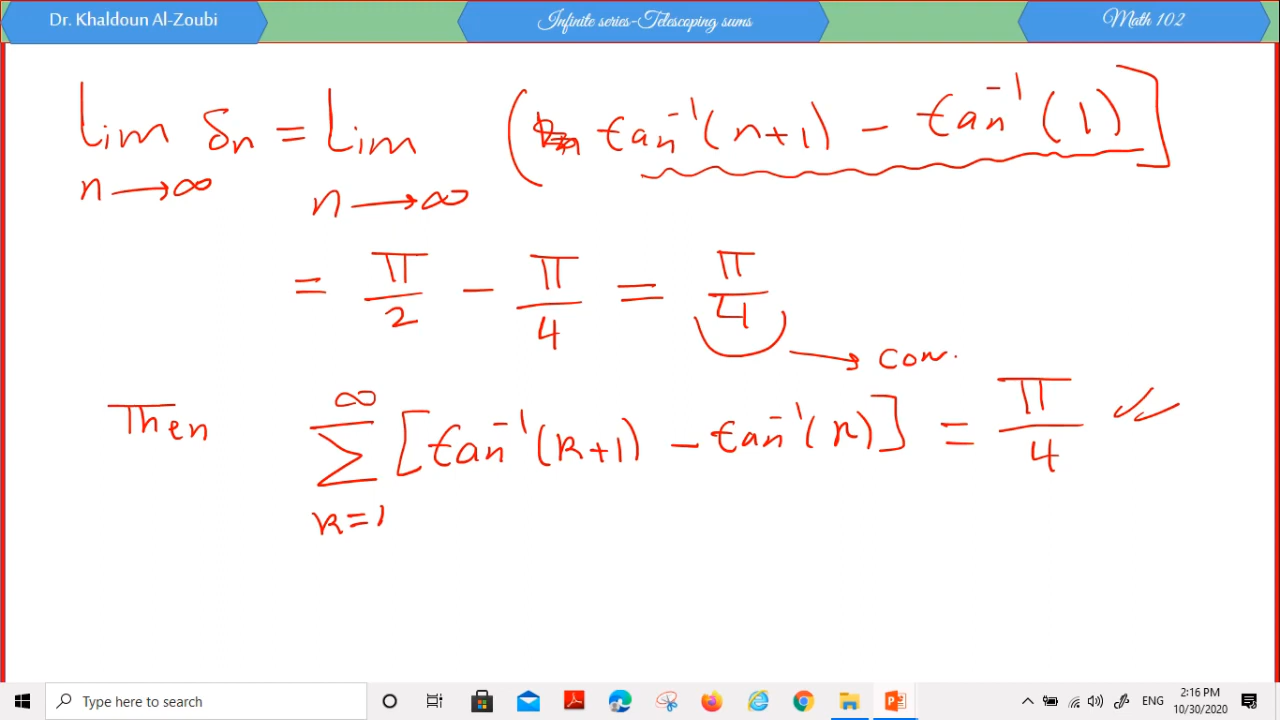 Dr. Khaldoun Al-Zoubi
Infinite series-Telescoping sums
Math 102
lim Sn = lim ( tan⁻¹(n+1) − tan⁻¹(1) ]
n→∞ n→∞
= π/2 − π/4 = π/4
→ con.
Then ∑ k=1 ∞ [tan⁻¹(k+1) − tan⁻¹(k)] = π/4
Type here to search
ENG
2:16 PM
10/30/2020